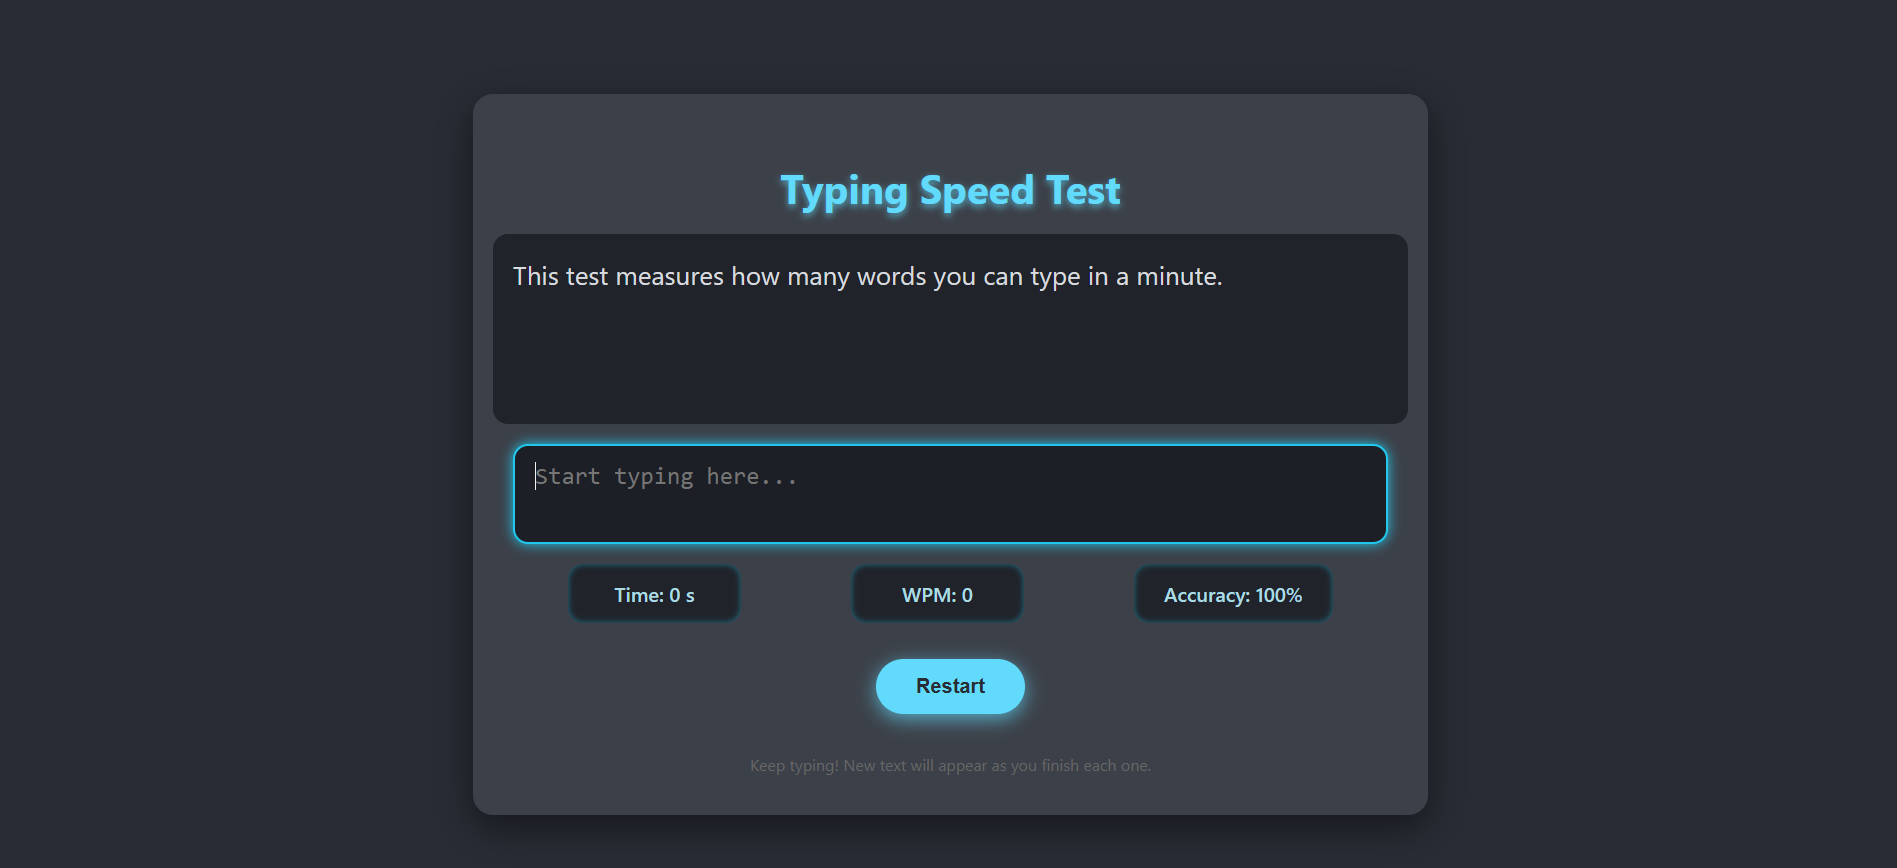 Typing Speed Test
This test measures how many words you can type in a minute.
Start typing here...
Time: 0 s
WPM: 0
Accuracy: 100%
Restart
Keep typing! New text will appear as you finish each one.